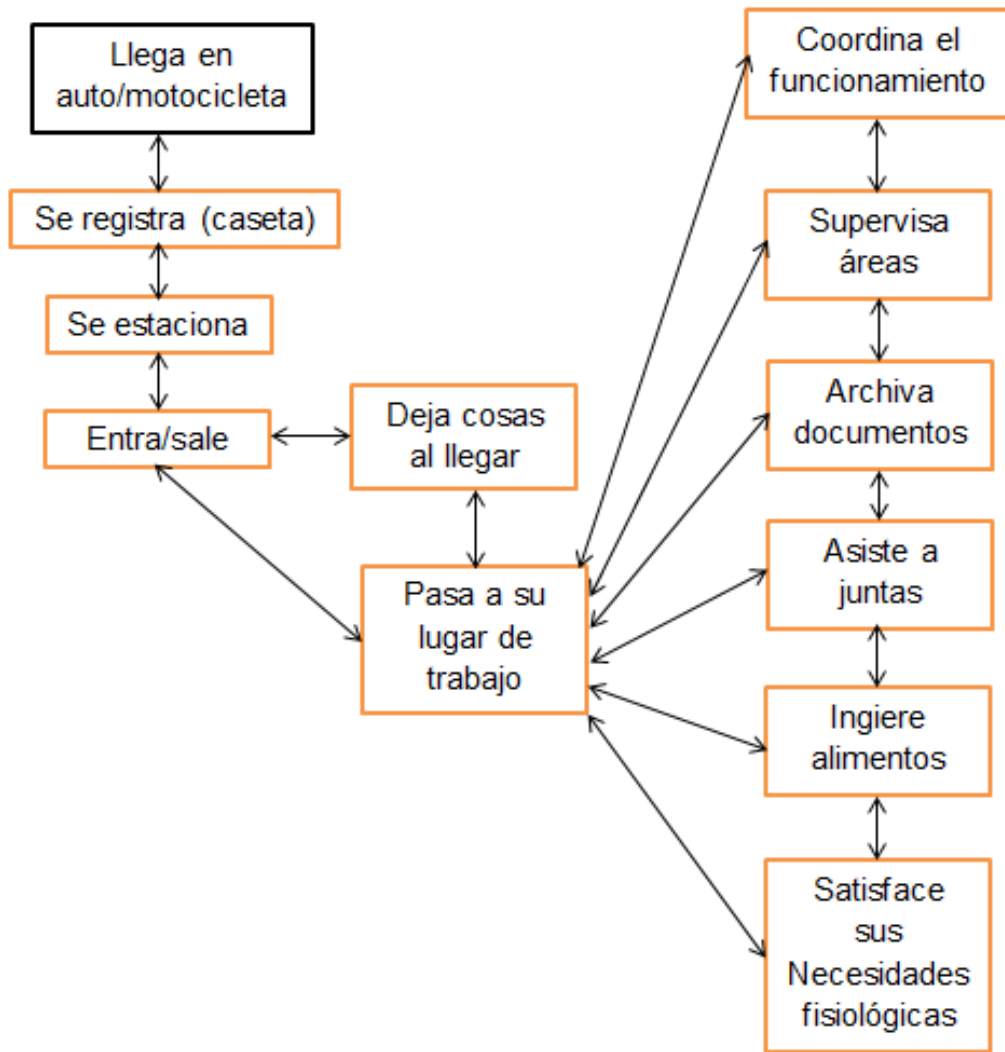 Llega en
auto/motocicleta
Se registra (caseta)
Se estaciona
Entra/sale
Deja cosas
al llegar
Pasa a su
lugar de
trabajo
Coordina el
funcionamiento
Supervisa
áreas
Archiva
documentos
Asiste a
juntas
Ingiere
alimentos
Satisface
sus
Necesidades
fisiológicas